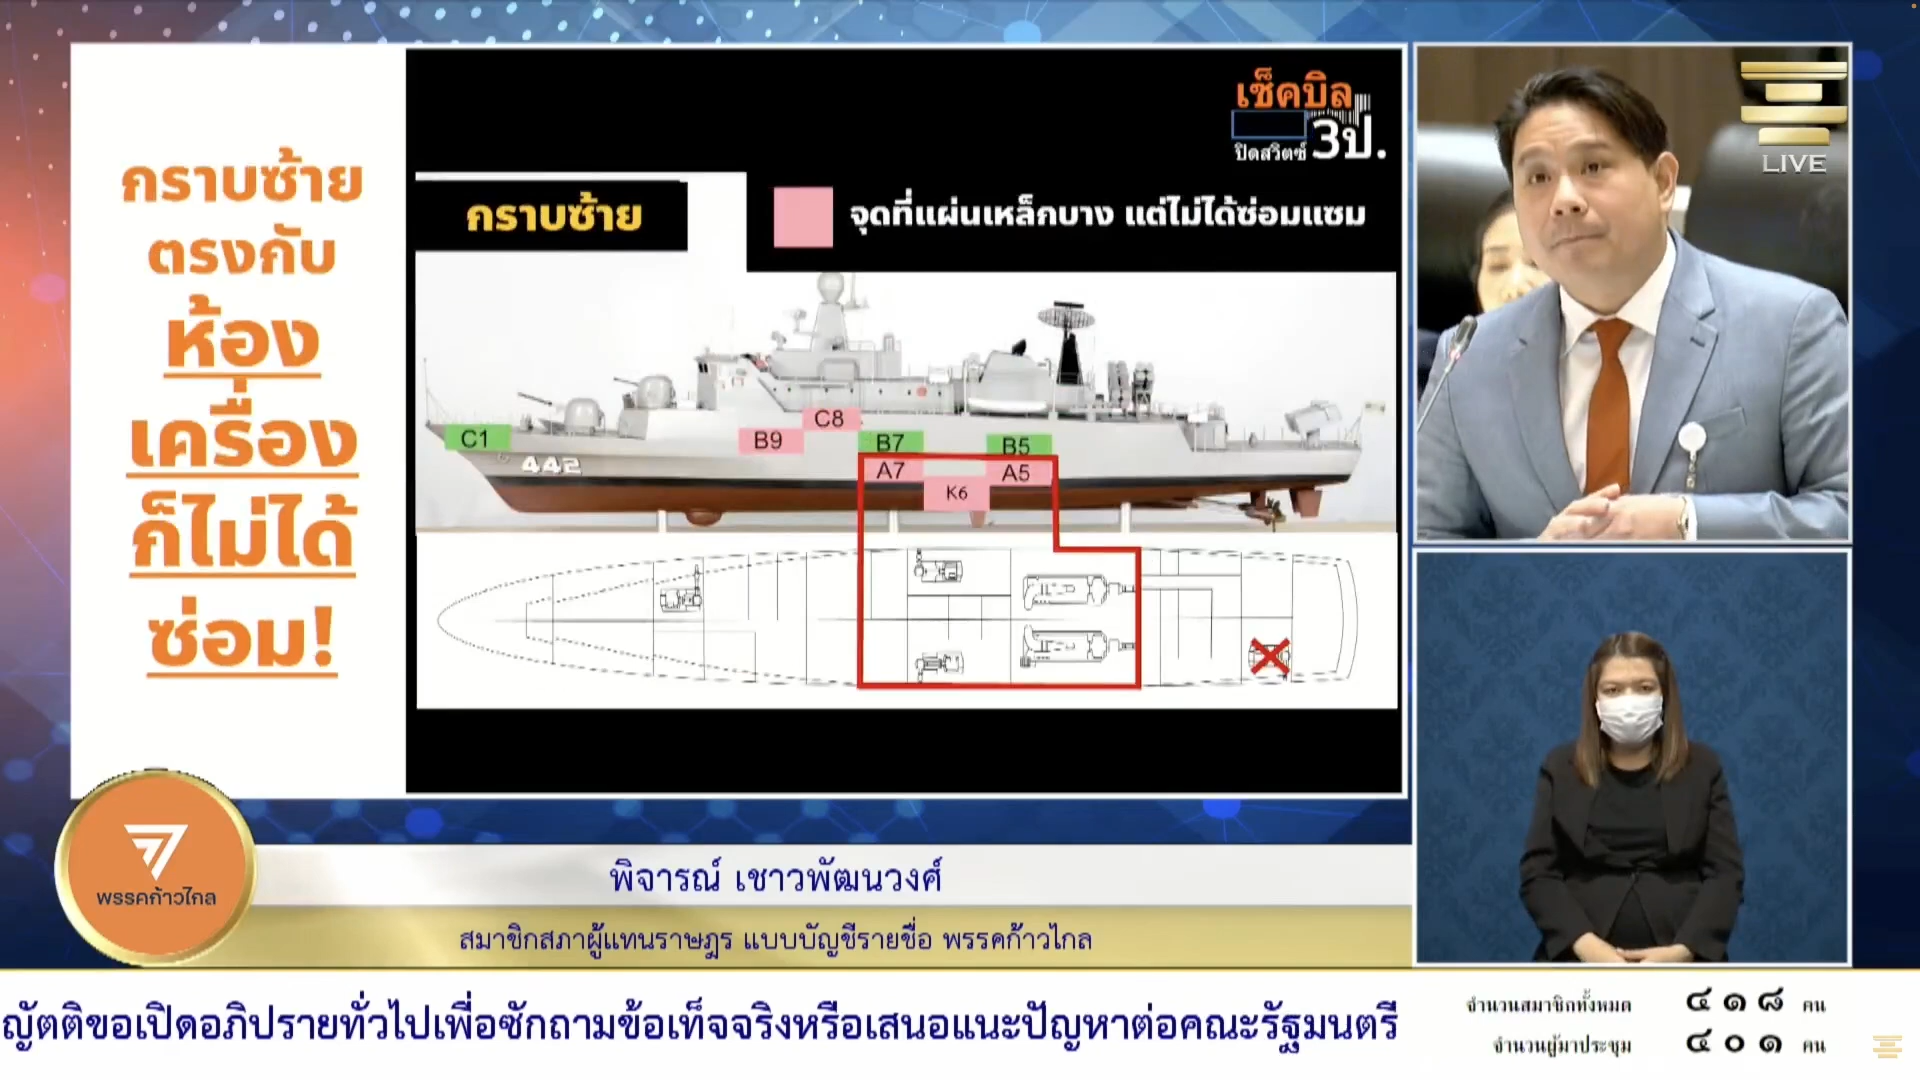 กราบซ้าย
ตรงกับ
ห้อง
เครื่อง
ก็ไม่ได้
ซ่อม!
เช็คบิล
ปิดสวิตซ์ 3ป.
กราบซ้าย
จุดที่แผ่นเหล็กบาง แต่ไม่ได้ซ่อมแซม
C1
B9
C8
B7
B5
A7
A5
K6
442
LIVE
พรรคก้าวไกล
พิจารณ์ เชาวพัฒนวงศ์
สมาชิกสภาผู้แทนราษฎร แบบบัญชีรายชื่อ พรรคก้าวไกล
ญัตติขอเปิดอภิปรายทั่วไปเพื่อซักถามข้อเท็จจริงหรือเสนอแนะปัญหาต่อคณะรัฐมนตรี
จำนวนสมาชิกทั้งหมด ๔๑๘ คน
จำนวนผู้มาประชุม ๔๐๑ คน